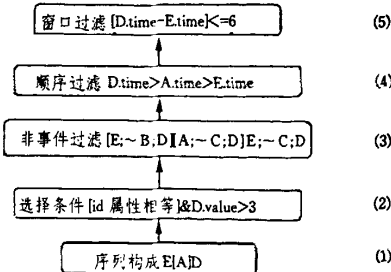 窗口过滤[D.time-E.time]<=6 (5)
顺序过滤 D.time>A.time>E.time (4)
非事件过滤[E;~B,D][A;~C;D]E;~C;D (3)
选择条件[id 属性相等]&D.value>3 (2)
序列构成 E[A]D (1)